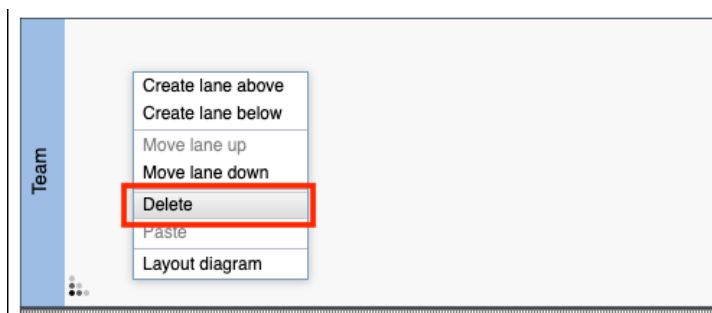 Team
Create lane above
Create lane below
Move lane up
Move lane down
Delete
Paste
Layout diagram